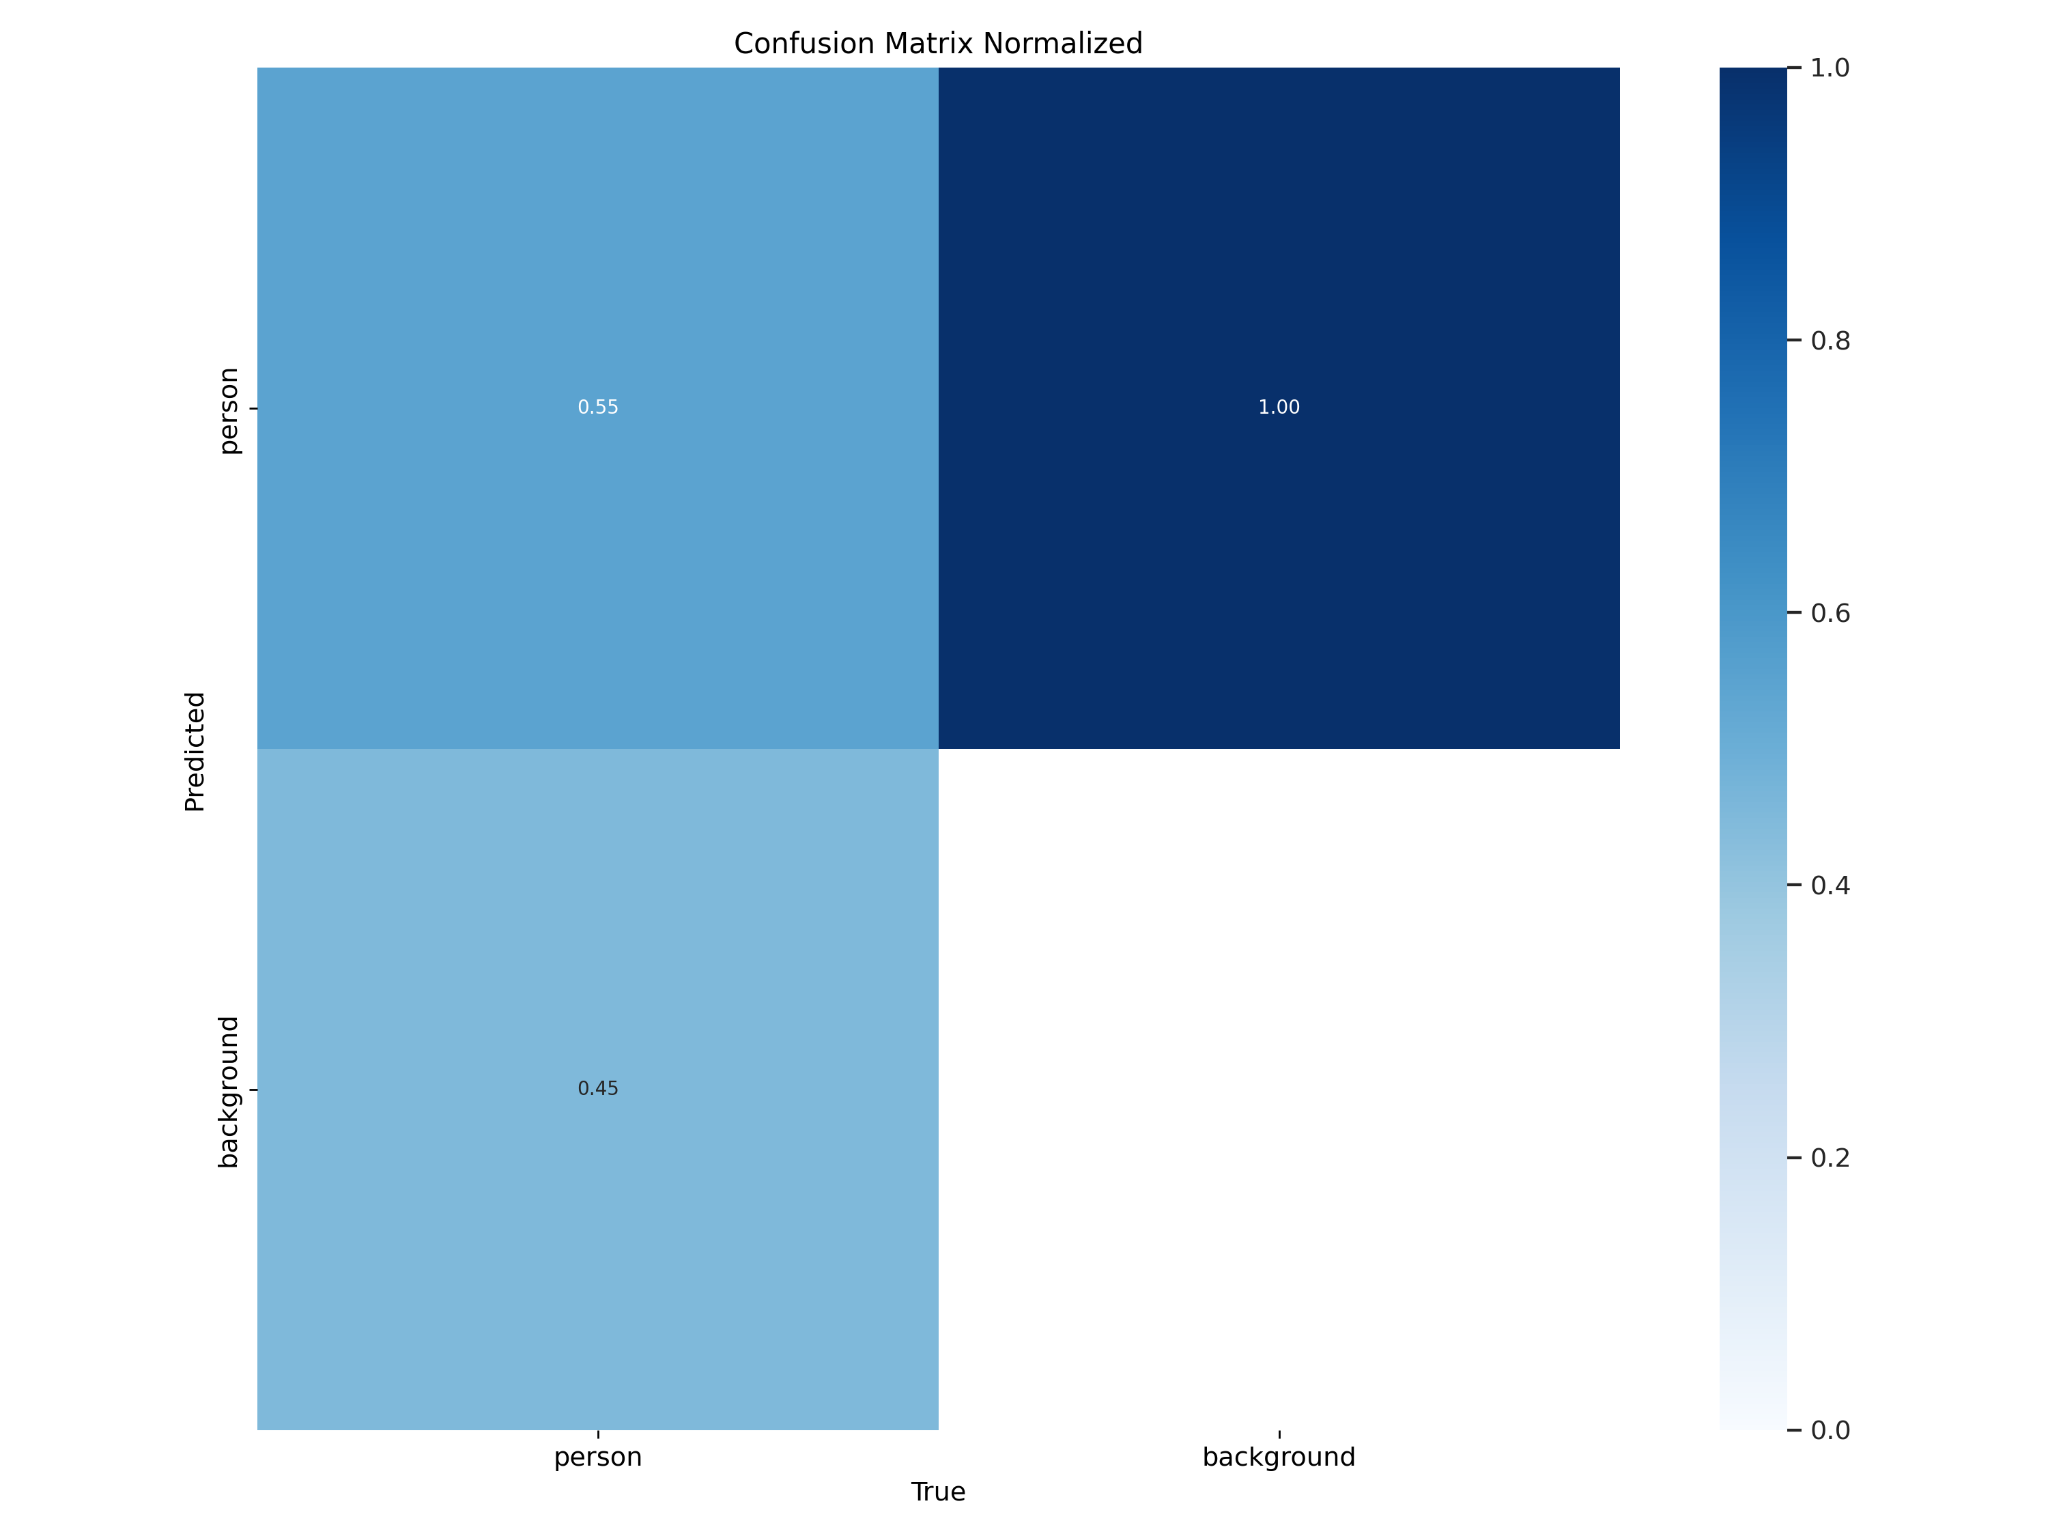 Confusion Matrix Normalized
1.0
0.8
0.6
0.4
0.2
0.0
Predicted
person
background
0.55
1.00
0.45
person
background
True